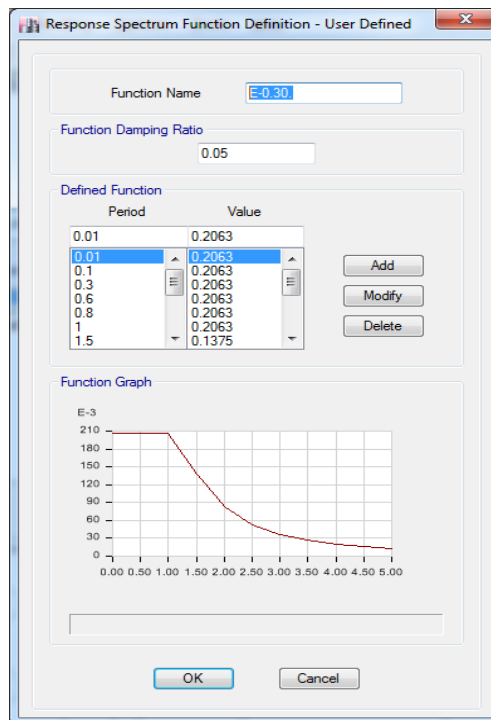 Response Spectrum Function Definition - User Defined
Function Name E-0.30.
Function Damping Ratio
0.05
Defined Function
Period Value
0.01 0.2063
0.01 0.2063
0.1 0.2063
0.3 0.2063
0.6 0.2063
0.8 0.2063
1 0.2063
1.5 0.1375
Add
Modify
Delete
Function Graph
E-3
210
180
150
120
90
60
30
0
0.00 0.50 1.00 1.50 2.00 2.50 3.00 3.50 4.00 4.50 5.00
OK Cancel